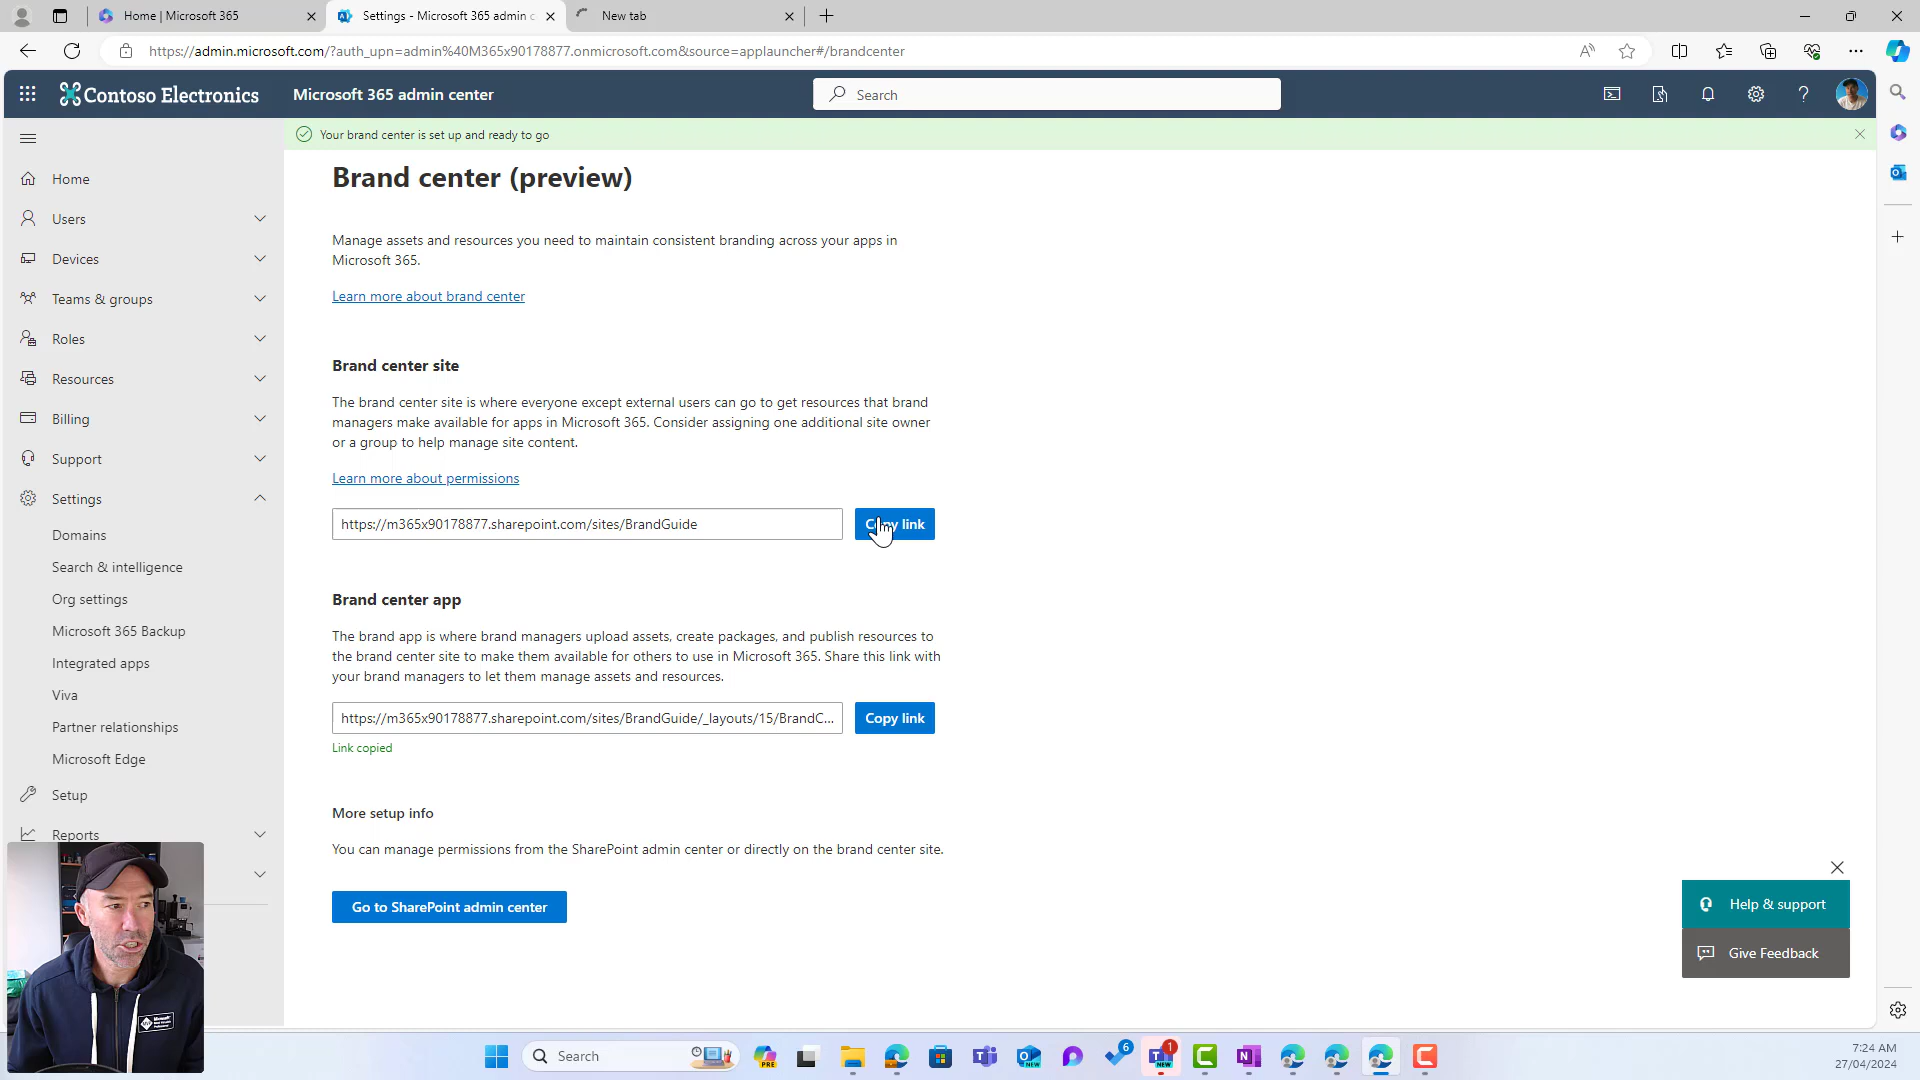 Home | Microsoft 365
Settings - Microsoft 365 admin c
New tab
https://admin.microsoft.com/?auth_upn=admin%40M365x90178877.onmicrosoft.com&source=applauncher#/brandcenter
Contoso Electronics
Microsoft 365 admin center
Search
Your brand center is set up and ready to go
Home
Users
Devices
Teams & groups
Roles
Resources
Billing
Support
Settings
Domains
Search & intelligence
Org settings
Microsoft 365 Backup
Integrated apps
Viva
Partner relationships
Microsoft Edge
Setup
Reports
Brand center (preview)
Manage assets and resources you need to maintain consistent branding across your apps in
Microsoft 365.
Learn more about brand center
Brand center site
The brand center site is where everyone except external users can go to get resources that brand
managers make available for apps in Microsoft 365. Consider assigning one additional site owner
or a group to help manage site content.
Learn more about permissions
https://m365x90178877.sharepoint.com/sites/BrandGuide
Copy link
Brand center app
The brand app is where brand managers upload assets, create packages, and publish resources to
the brand center site to make them available for others to use in Microsoft 365. Share this link with
your brand managers to let them manage assets and resources.
https://m365x90178877.sharepoint.com/sites/BrandGuide/_layouts/15/BrandC...
Copy link
Link copied
More setup info
You can manage permissions from the SharePoint admin center or directly on the brand center site.
Go to SharePoint admin center
Help & support
Give Feedback
Search
PRE
NEW
6
1
NEW
7:24 AM
27/04/2024